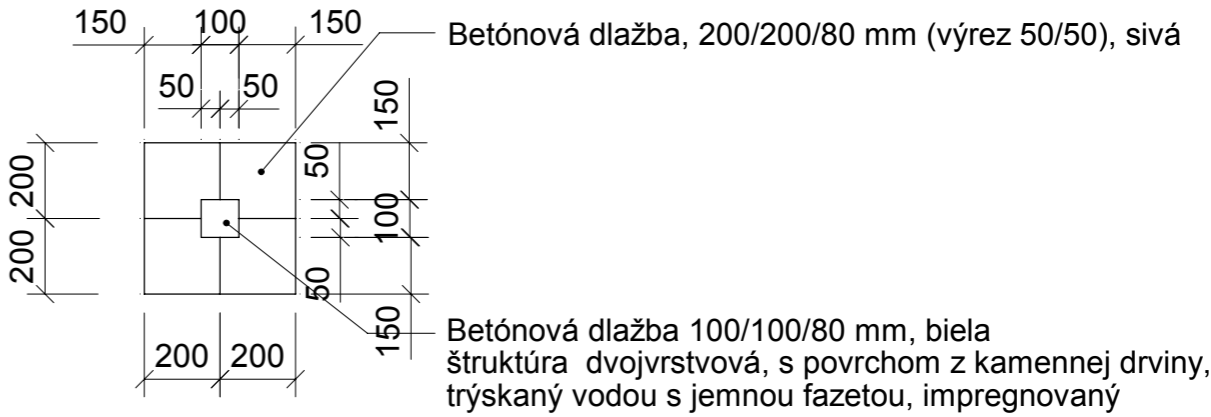 150 100 150
Betónová dlažba, 200/200/80 mm (výrez 50/50), sivá
50 50
150
200
50
100
200
50
150
200 200
Betónová dlažba 100/100/80 mm, biela
štruktúra dvojvrstvová, s povrchom z kamennej drviny,
trýskaný vodou s jemnou fazetou, impregnovaný